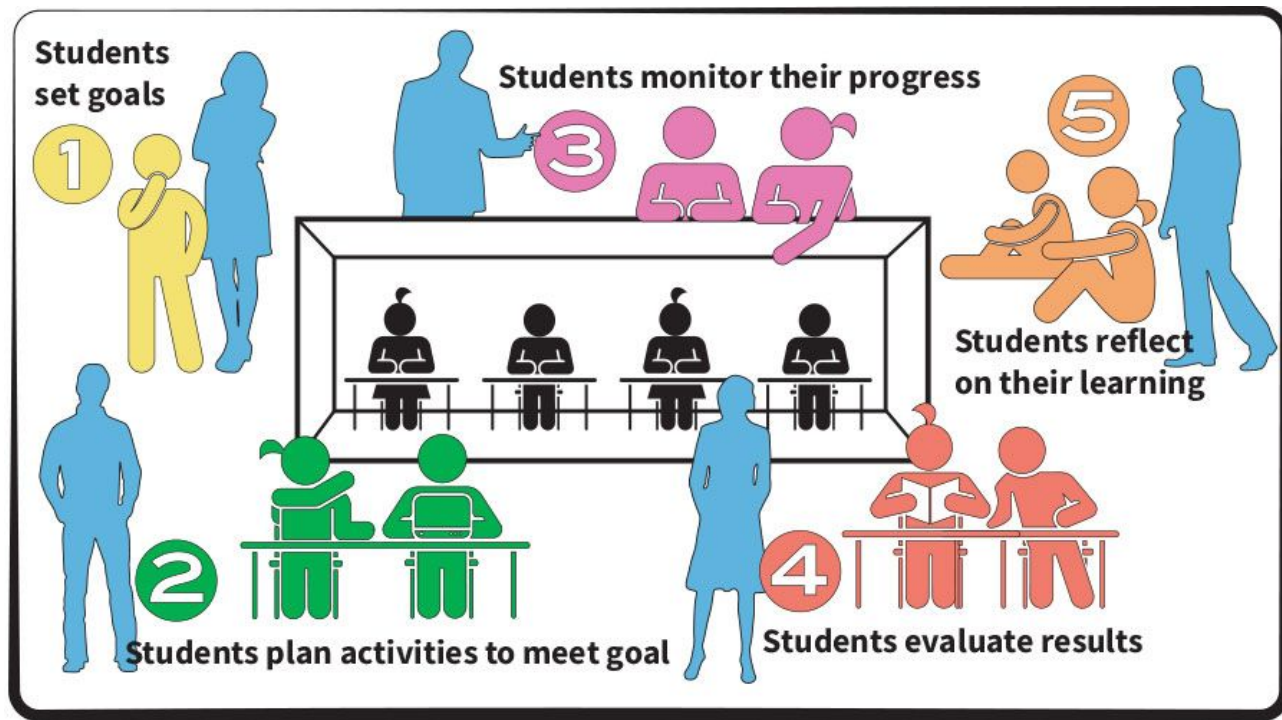 Students
set goals
1
2
Students plan activities to meet goal
Students monitor their progress
3
4
Students evaluate results
5
Students reflect
on their learning